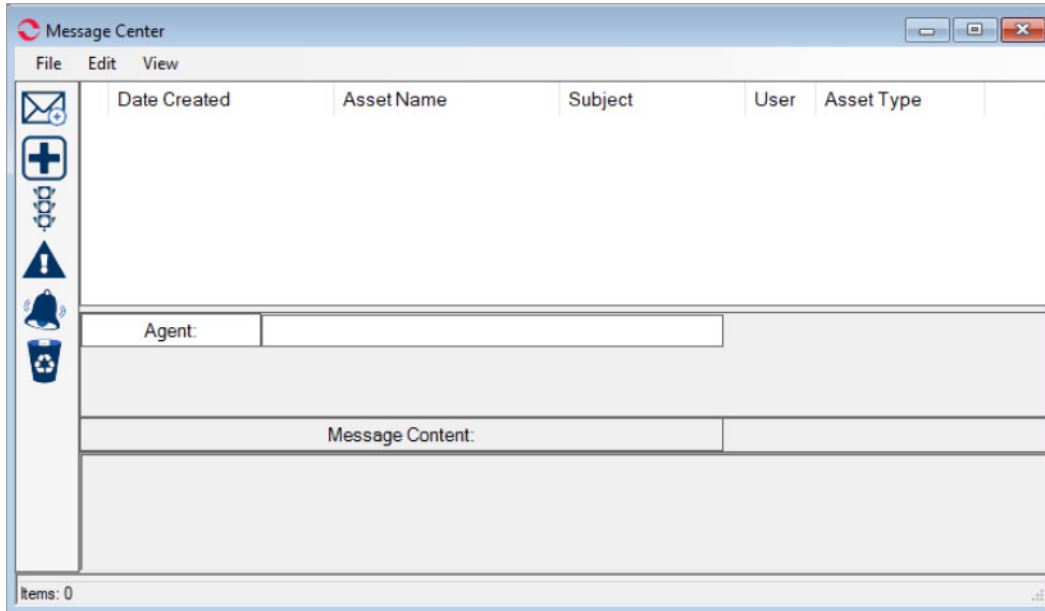 Message Center
File Edit View
Date Created Asset Name Subject User Asset Type
Agent:
Message Content:
Items: 0